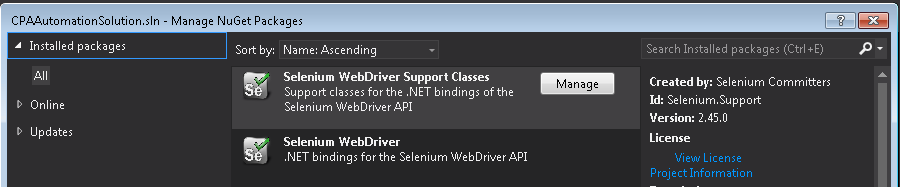 CPAAutomationSolution.sln - Manage NuGet Packages
Installed packages
All
Online
Updates
Sort by: Name: Ascending
Se
Selenium WebDriver Support Classes
Support classes for the .NET bindings of the
Selenium WebDriver API
Manage
Se
Selenium WebDriver
.NET bindings for the Selenium WebDriver API
Search Installed packages (Ctrl+E)
Created by: Selenium Committers
Id: Selenium.Support
Version: 2.45.0
License
View License
Project Information